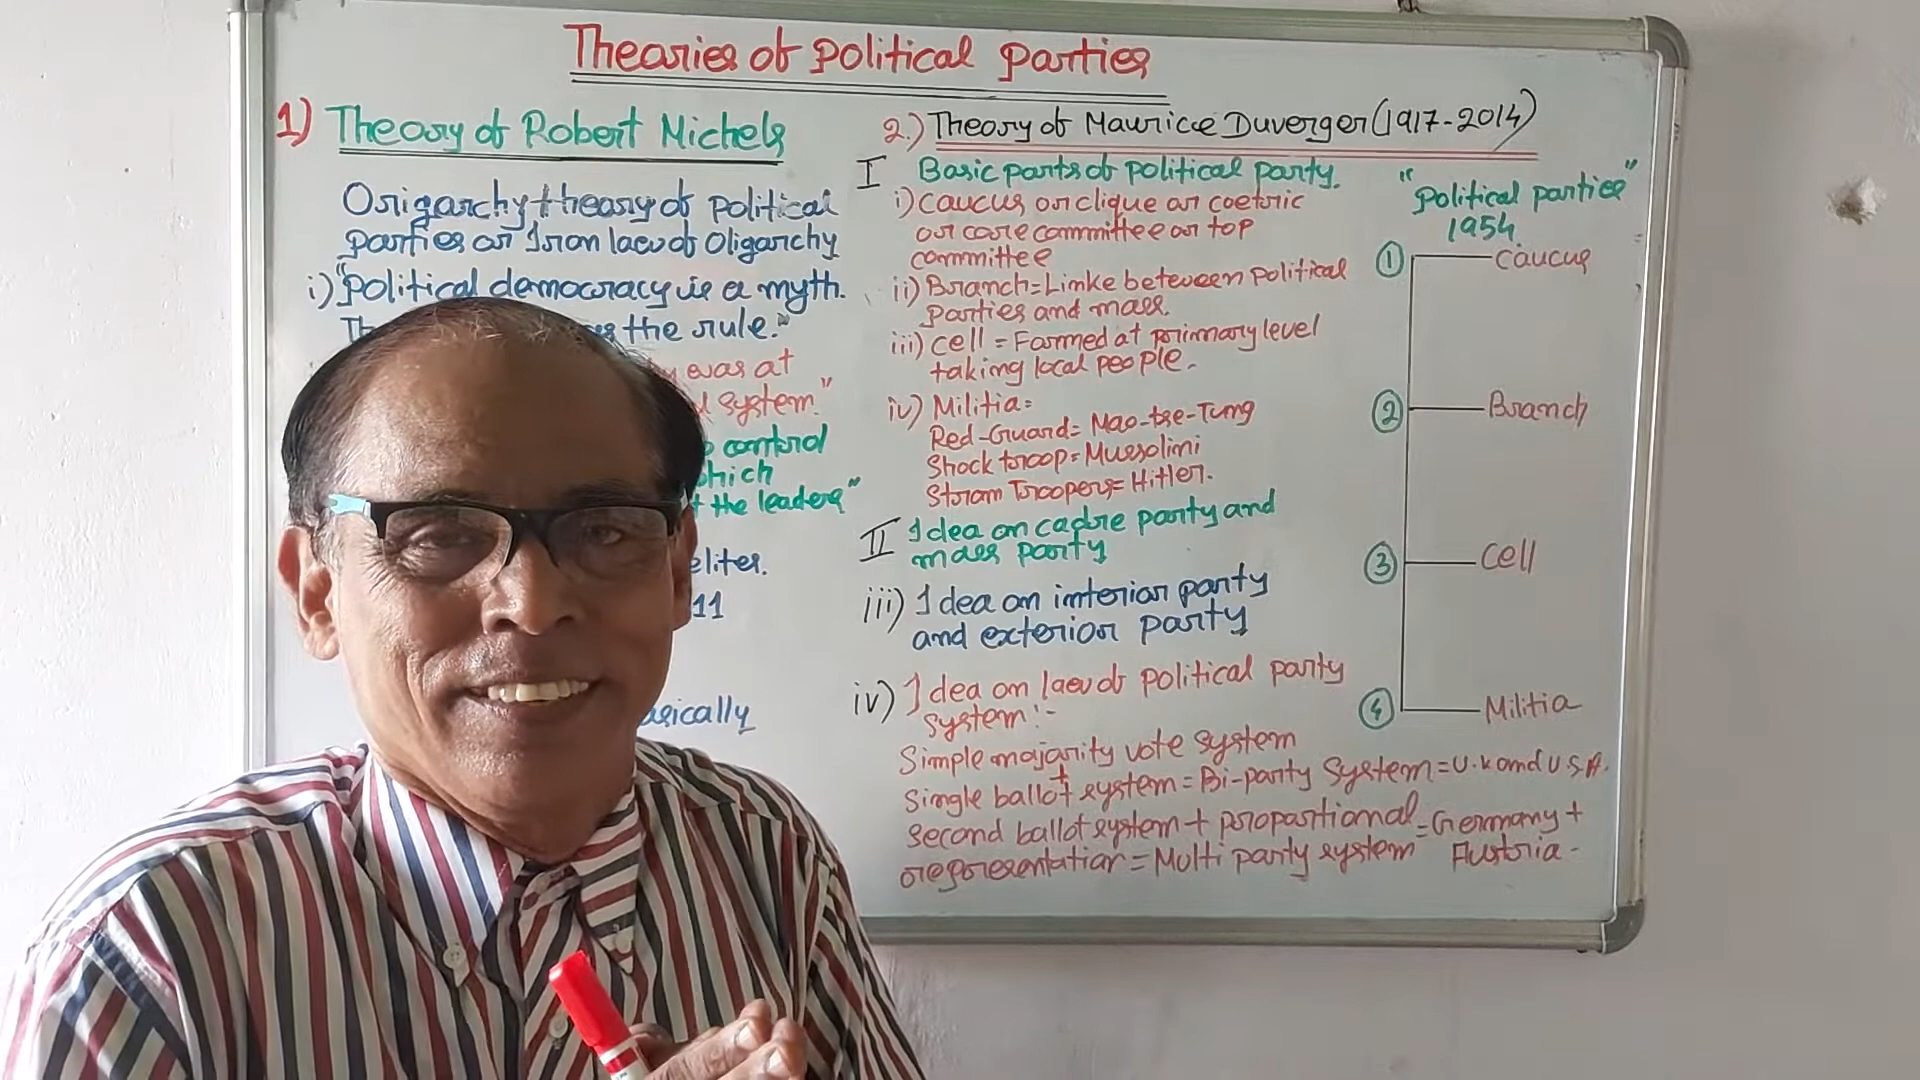 Theories of Political Parties
1) Theory of Robert Michels
Origarchy theory of political
parties or Iron law of Oligarchy
i) "Political democracy is a myth.
the rule."
was at
system."
control
which
the leaders"
elites.
11
2.) Theory of Maurice Duverger (1917-2014)
I Basic parts of political party.
i) caucus or clique or coetric
or core committee or top
committee
ii) Branch = Linke between political
parties and mass.
iii) cell = Formed at primary level
taking local people.
iv) Militia:
Red-Guard = Mao-tse-Tung
Shock troop = Mussolini
Strom Troopers = Hitler.
II Idea on cadre party and
mass party
iii) Idea on interior party
and exterior party
iv) Idea on law of political party
system:-
Simple majority vote system
+
Single ballot system = Bi-party System = U.K and U.S.A.
second ballot system + proportional
representation = Multi party system = Germany +
Austria -
"Political parties"
1954
1 caucus
2 Branch
3 cell
4 Militia